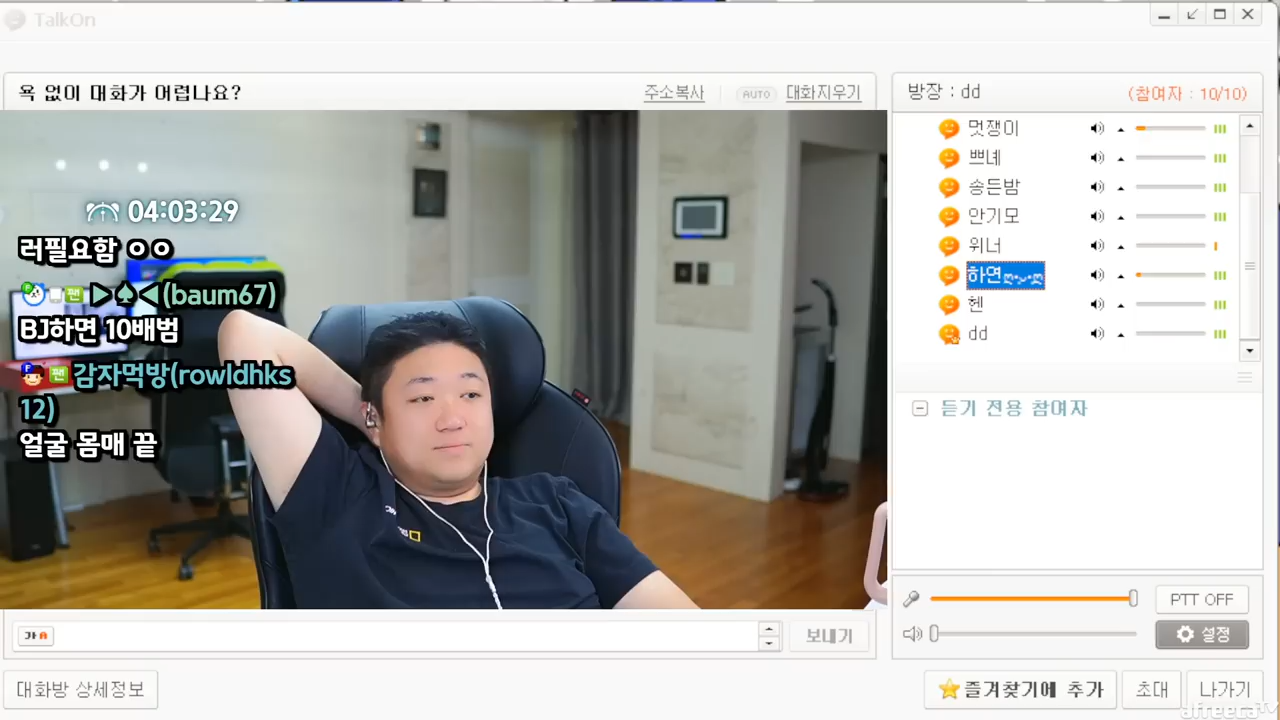 TalkOn
욕 없이 대화가 어렵나요?
주소복사
AUTO
대화지우기
방장 : dd
(참여자 : 10/10)
멋쟁이
쁘녜
송든밤
안기모
위너
하연ღ'ᴗ'ღ
헨
dd
듣기 전용 참여자
04:03:29
러필요함 ㅇㅇ
팬 ▶♠◀(baum67)
BJ하면 10배범
팬 감자먹방(rowldhks
12)
얼굴 몸매 끝
가
보내기
PTT OFF
설정
대화방 상세정보
즐겨찾기에 추가
초대
나가기
afreecaTV